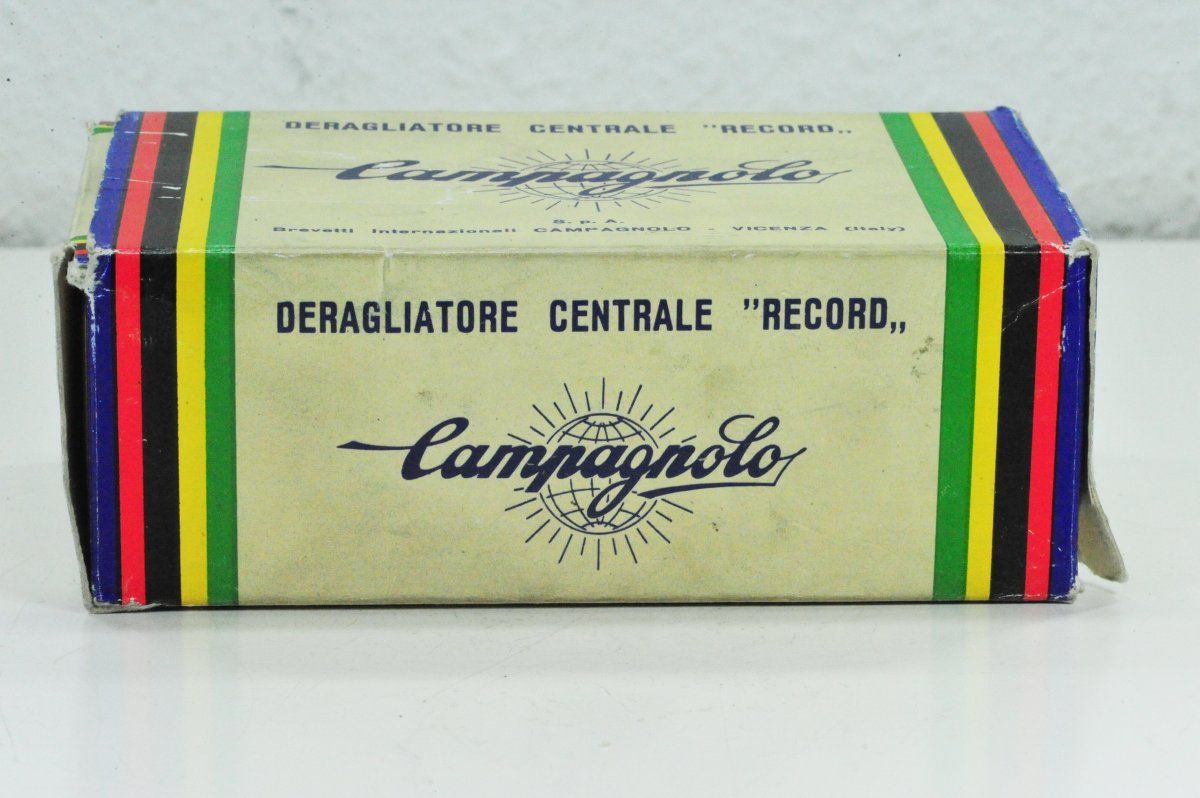 DERAGLIATORE CENTRALE "RECORD„
Campagnolo
S.p.A.
Brevetti Internazionali CAMPAGNOLO - VICENZA (Italy)
DERAGLIATORE CENTRALE "RECORD„
Campagnolo